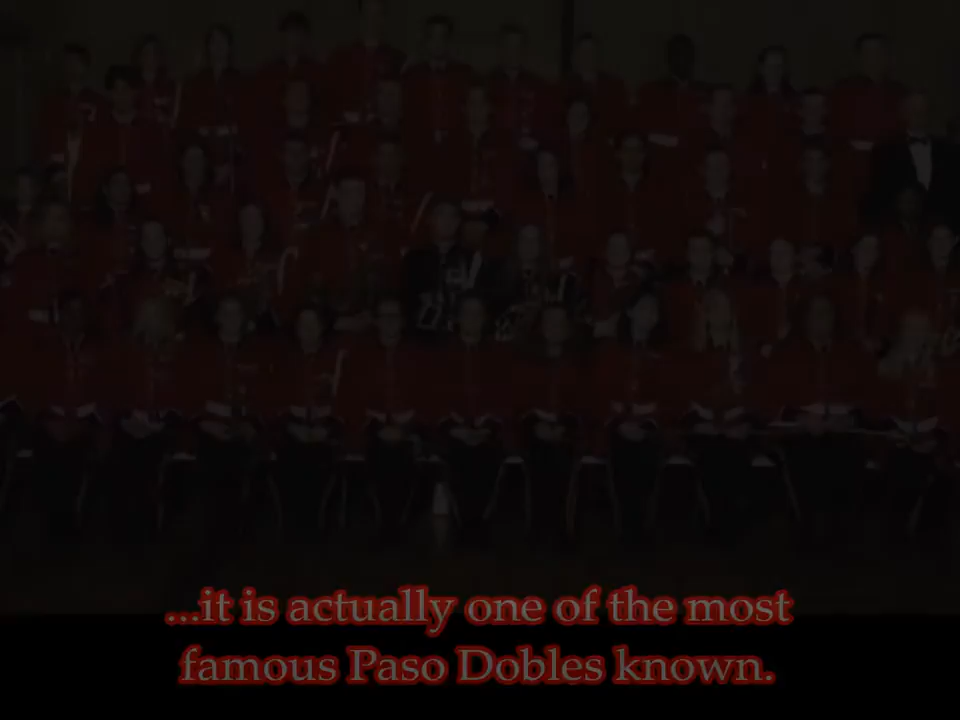 ...it is actually one of the most
famous Paso Dobles known.